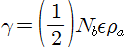 γ = (1/2) N_b ϵ ρ_a